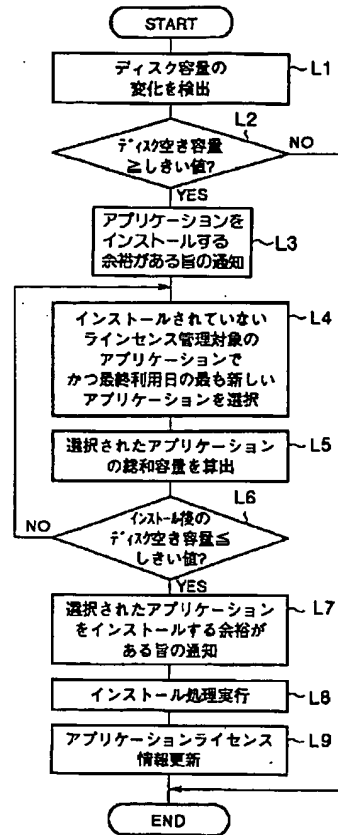 START
ディスク容量の
変化を検出
L1
L2
ディスク空き容量
≧しきい値?
NO
YES
アプリケーションを
インストールする
余裕がある旨の通知
L3
インストールされていない
ラインセンス管理対象の
アプリケーションで
かつ最終利用日の最も新しい
アプリケーションを選択
L4
選択されたアプリケーション
の総和容量を算出
L5
L6
インストール後の
ディスク空き容量≦
しきい値?
NO
YES
選択されたアプリケーション
をインストールする余裕が
ある旨の通知
L7
インストール処理実行
L8
アプリケーションライセンス
情報更新
L9
END